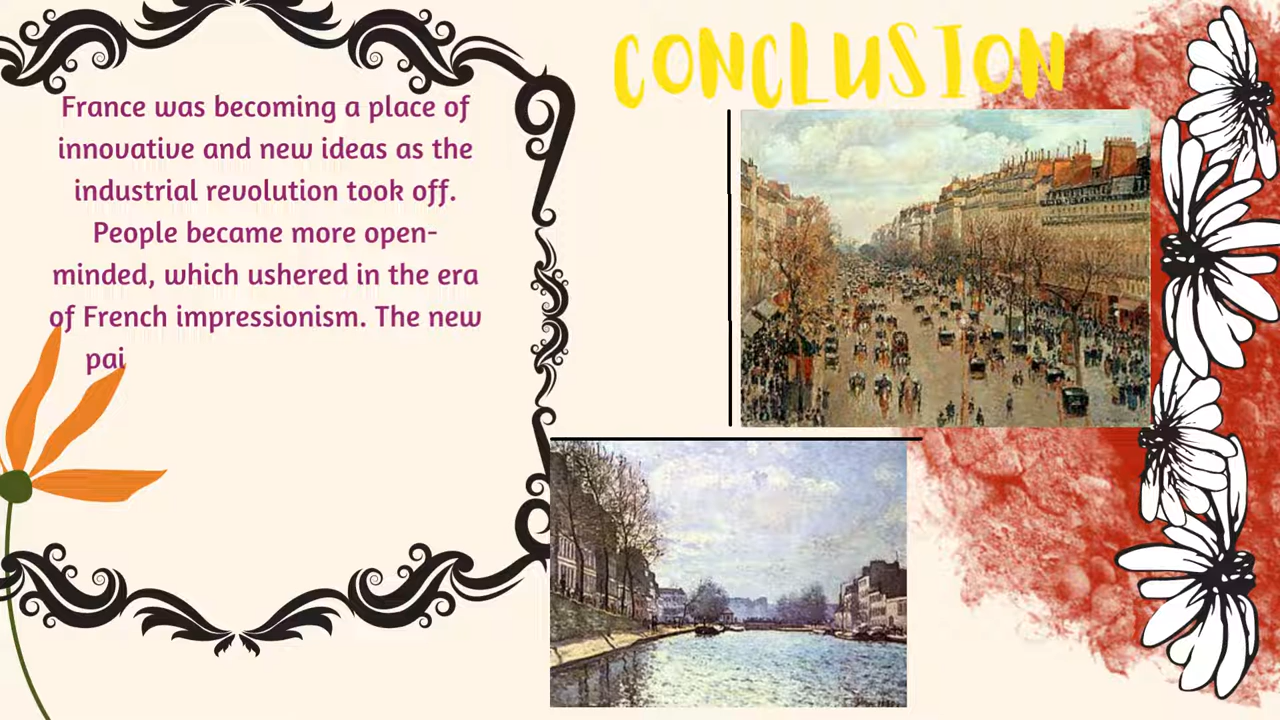 CONCLUSION
France was becoming a place of
innovative and new ideas as the
industrial revolution took off.
People became more open-
minded, which ushered in the era
of French impressionism. The new
pai